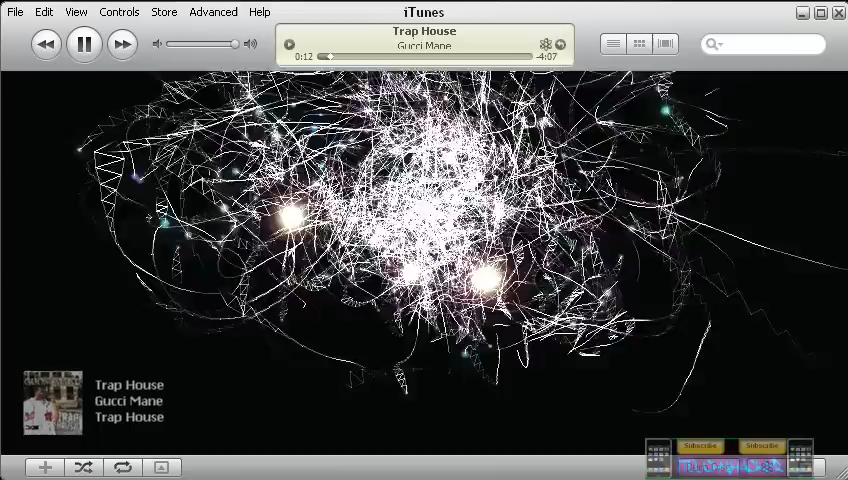 File Edit View Controls Store Advanced Help
iTunes
Trap House
Gucci Mane
0:12
-4:07
Trap House
Gucci Mane
Trap House
Subscribe
Subscribe